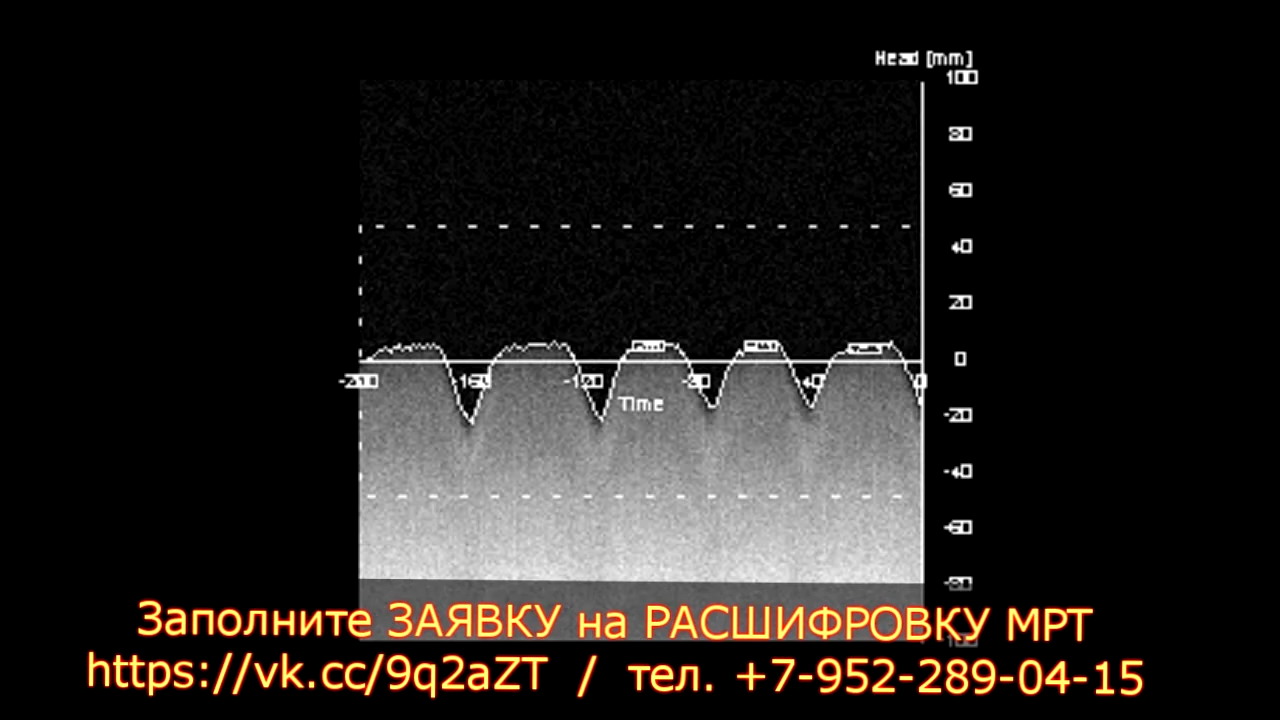 Head [mm]
100
80
60
40
20
0
-200 -160 -120 -80 -40 0
Time
-20
-40
-60
-80
-100
Заполните ЗАЯВКУ на РАСШИФРОВКУ МРТ
https://vk.cc/9q2aZT / тел. +7-952-289-04-15